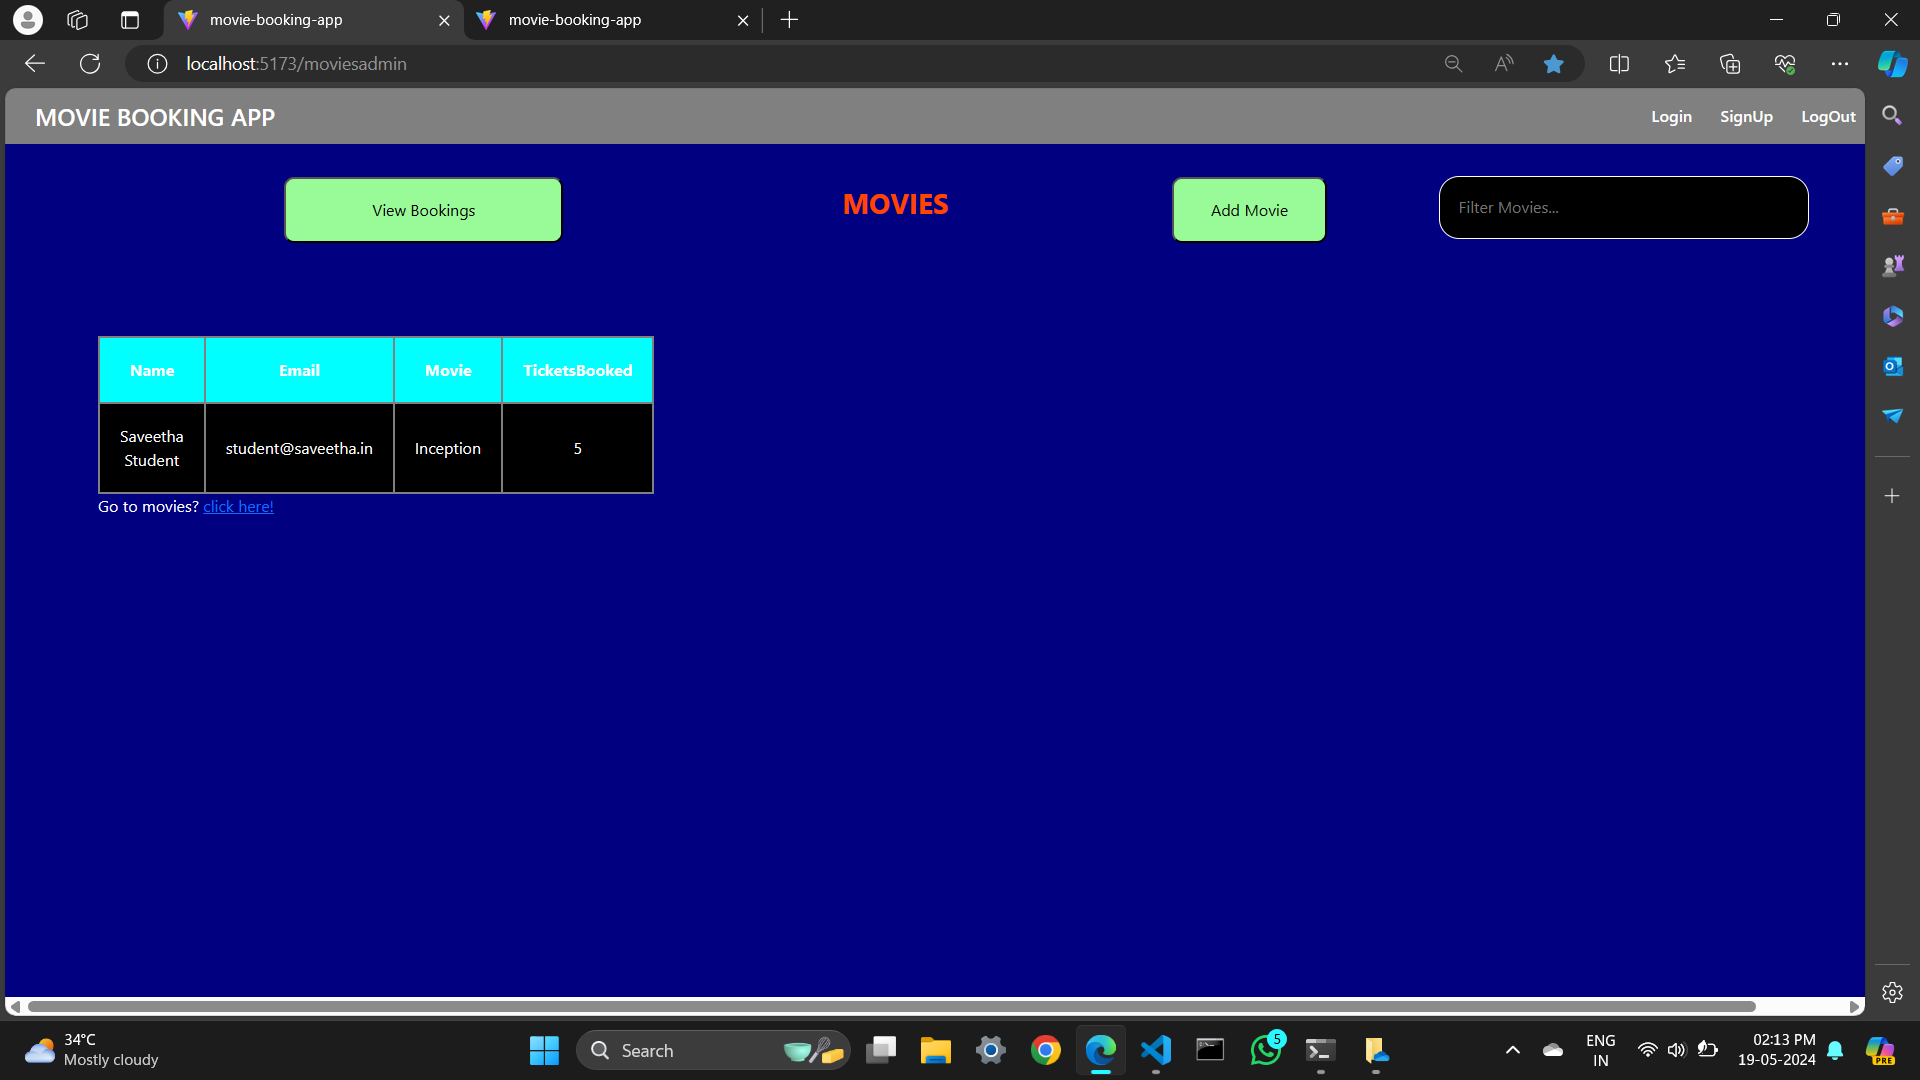 movie-booking-app
movie-booking-app
localhost:5173/moviesadmin
MOVIE BOOKING APP
Login SignUp LogOut
View Bookings
MOVIES
Add Movie
Filter Movies...
Name Email Movie TicketsBooked
Saveetha
Student
student@saveetha.in
Inception
5
Go to movies? click here!
34°C
Mostly cloudy
Search
5
ENG
IN
02:13 PM
19-05-2024
PRE